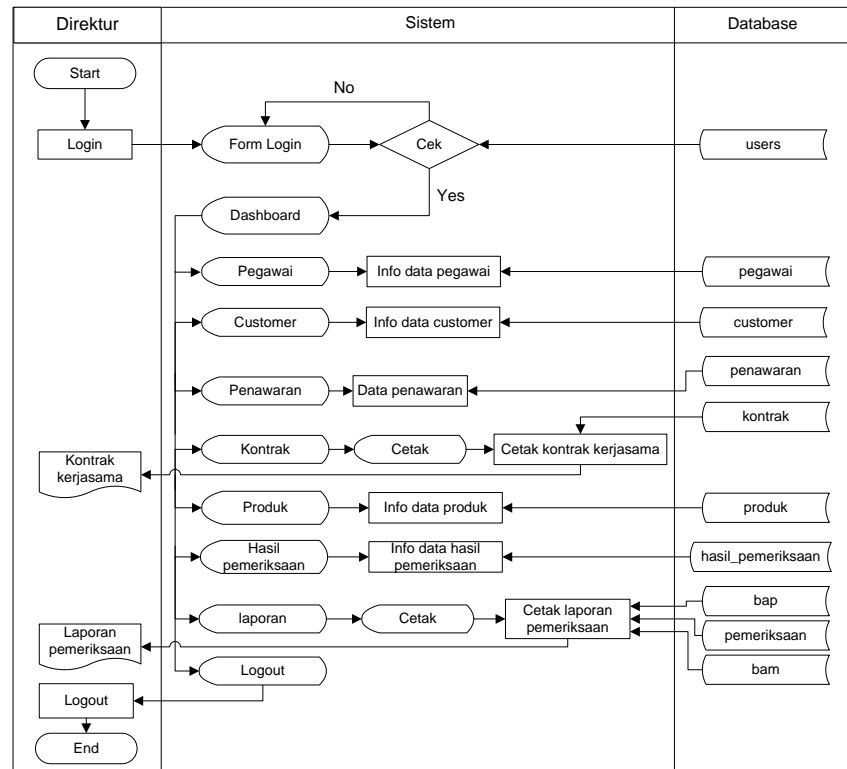 Direktur
Sistem
Database
Start
No
Login
Form Login
Cek
users
Yes
Dashboard
Pegawai
Info data pegawai
pegawai
Customer
Info data customer
customer
Penawaran
Data penawaran
penawaran
kontrak
Kontrak
kerjasama
Kontrak
Cetak
Cetak kontrak kerjasama
Produk
Info data produk
produk
Hasil
pemeriksaan
Info data hasil
pemeriksaan
hasil_pemeriksaan
bap
laporan
Cetak
Cetak laporan
pemeriksaan
pemeriksaan
Laporan
pemeriksaan
bam
Logout
Logout
End